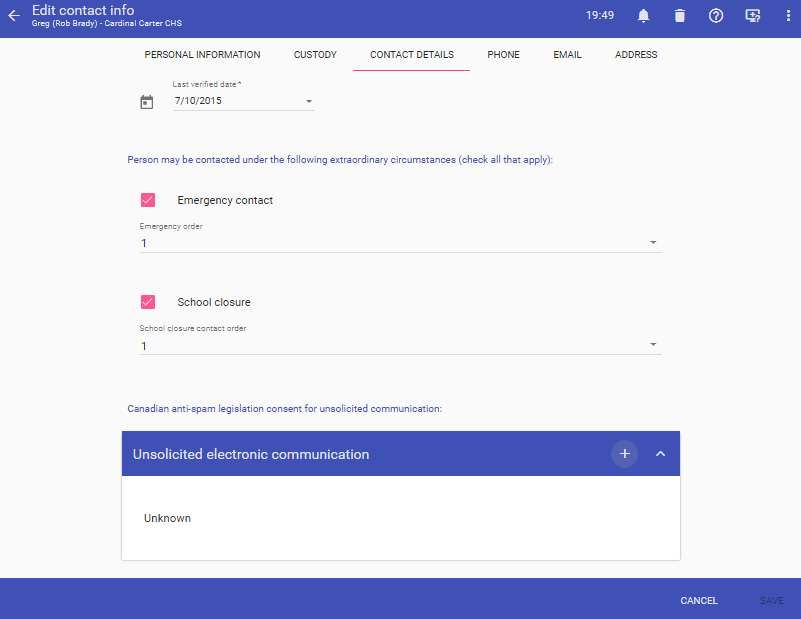 Edit contact info
Greg (Rob Brady) - Cardinal Carter CHS
19:49
PERSONAL INFORMATION CUSTODY CONTACT DETAILS PHONE EMAIL ADDRESS
Last verified date *
7/10/2015
Person may be contacted under the following extraordinary circumstances (check all that apply):
Emergency contact
Emergency order
1
School closure
School closure contact order
1
Canadian anti-spam legislation consent for unsolicited communication:
Unsolicited electronic communication
Unknown
CANCEL SAVE